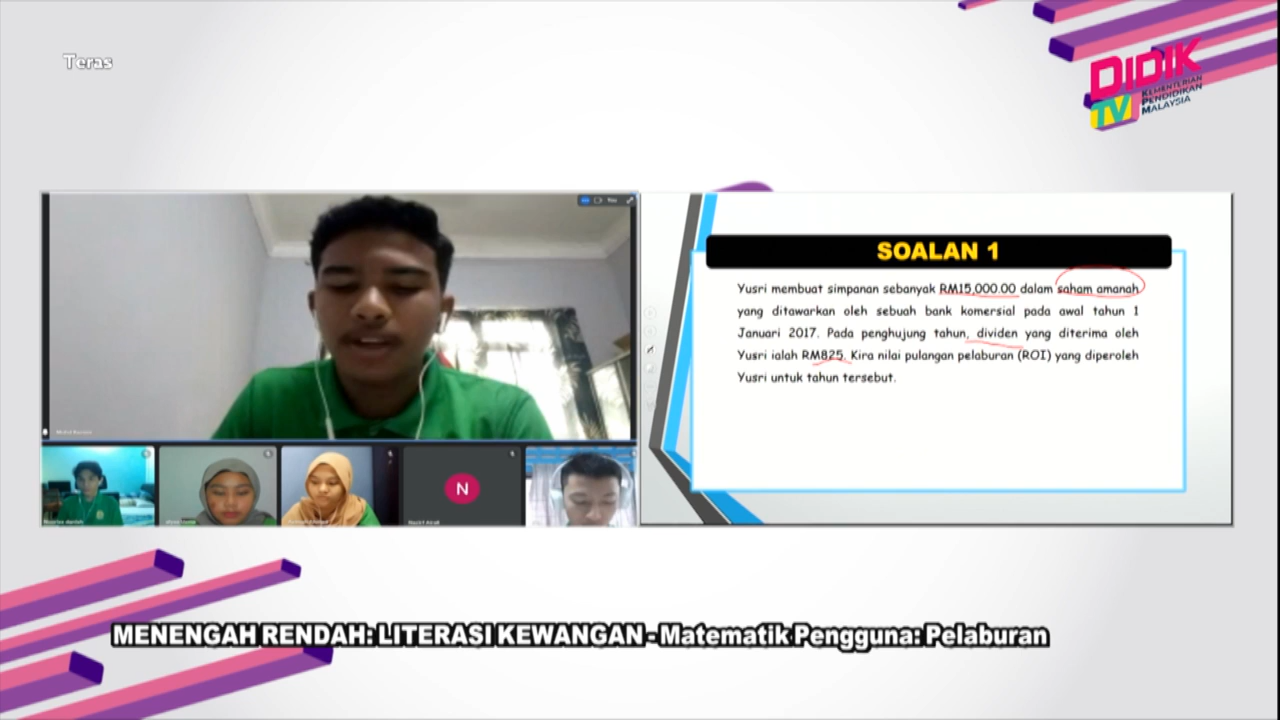 Teras
DIDIK
TV
KEMENTERIAN
PENDIDIKAN
MALAYSIA
SOALAN 1
Yusri membuat simpanan sebanyak RM15,000.00 dalam saham amanah
yang ditawarkan oleh sebuah bank komersial pada awal tahun 1
Januari 2017. Pada penghujung tahun, dividen yang diterima oleh
Yusri ialah RM825. Kira nilai pulangan pelaburan (ROI) yang diperoleh
Yusri untuk tahun tersebut.
N
MENENGAH RENDAH: LITERASI KEWANGAN - Matematik Pengguna: Pelaburan